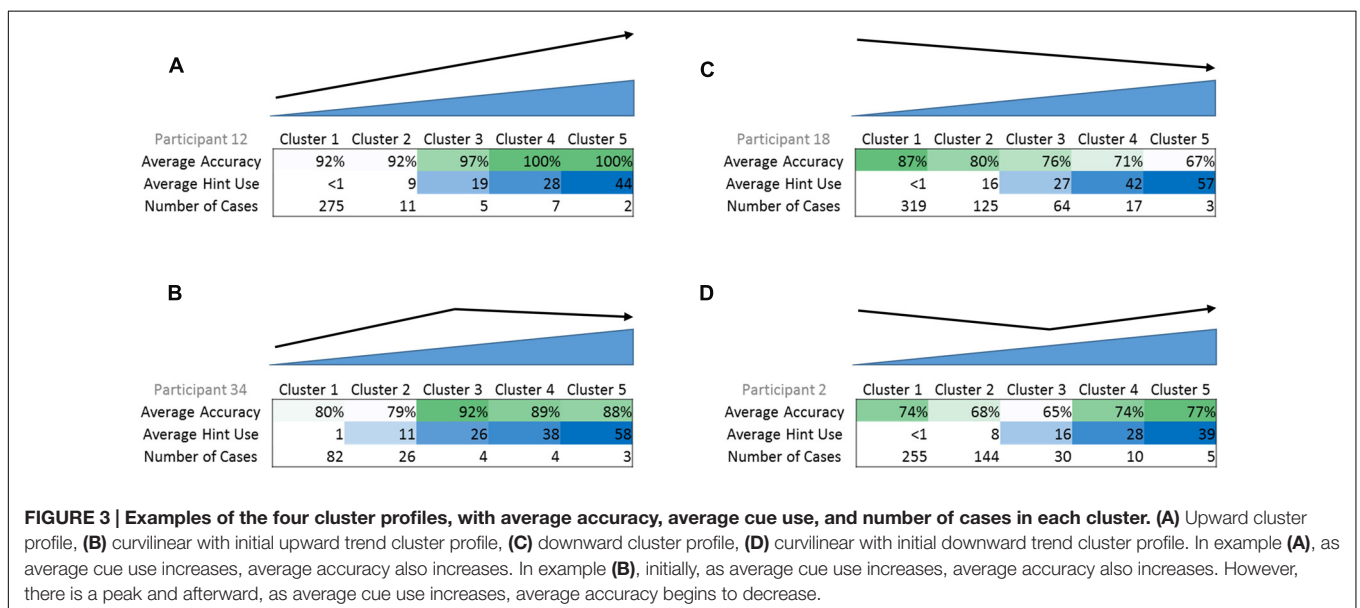 A
Participant 12 Cluster 1 Cluster 2 Cluster 3 Cluster 4 Cluster 5
Average Accuracy 92% 92% 97% 100% 100%
Average Hint Use <1 9 19 28 44
Number of Cases 275 11 5 7 2
C
Participant 18 Cluster 1 Cluster 2 Cluster 3 Cluster 4 Cluster 5
Average Accuracy 87% 80% 76% 71% 67%
Average Hint Use <1 16 27 42 57
Number of Cases 319 125 64 17 3
B
Participant 34 Cluster 1 Cluster 2 Cluster 3 Cluster 4 Cluster 5
Average Accuracy 80% 79% 92% 89% 88%
Average Hint Use 1 11 26 38 58
Number of Cases 82 26 4 4 3
D
Participant 2 Cluster 1 Cluster 2 Cluster 3 Cluster 4 Cluster 5
Average Accuracy 74% 68% 65% 74% 77%
Average Hint Use <1 8 16 28 39
Number of Cases 255 144 30 10 5
FIGURE 3 | Examples of the four cluster profiles, with average accuracy, average cue use, and number of cases in each cluster. (A) Upward cluster
profile, (B) curvilinear with initial upward trend cluster profile, (C) downward cluster profile, (D) curvilinear with initial downward trend cluster profile. In example (A), as
average cue use increases, average accuracy also increases. In example (B), initially, as average cue use increases, average accuracy also increases. However,
there is a peak and afterward, as average cue use increases, average accuracy begins to decrease.